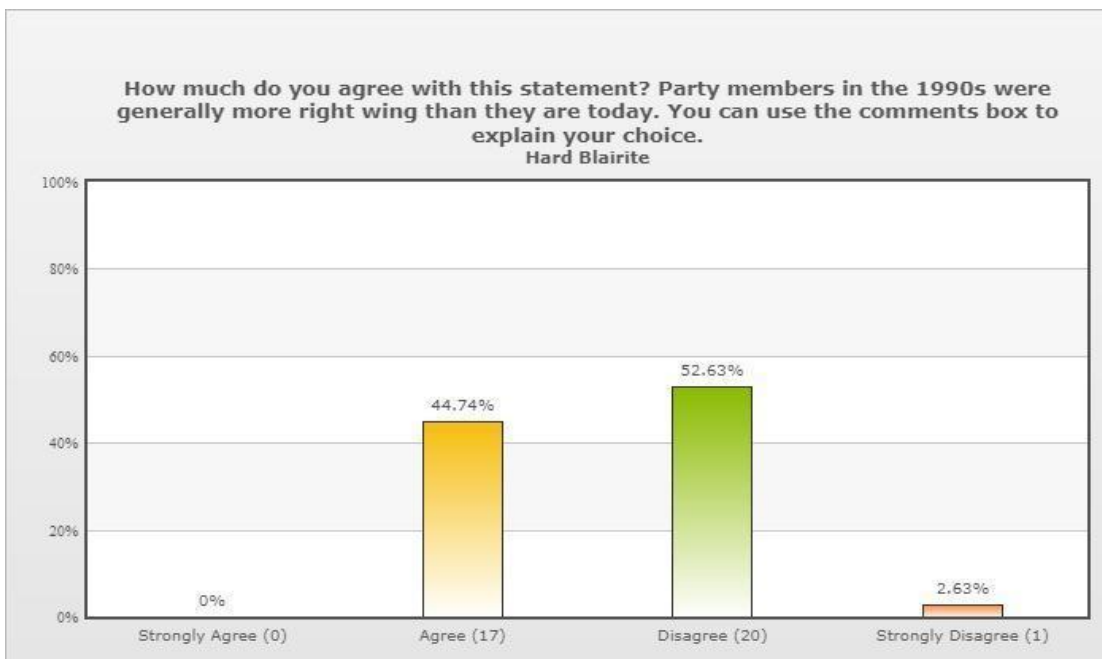 How much do you agree with this statement? Party members in the 1990s were
generally more right wing than they are today. You can use the comments box to
explain your choice.
Hard Blairite
100%
80%
60%
40%
20%
0%
0%
44.74%
52.63%
2.63%
Strongly Agree (0)
Agree (17)
Disagree (20)
Strongly Disagree (1)